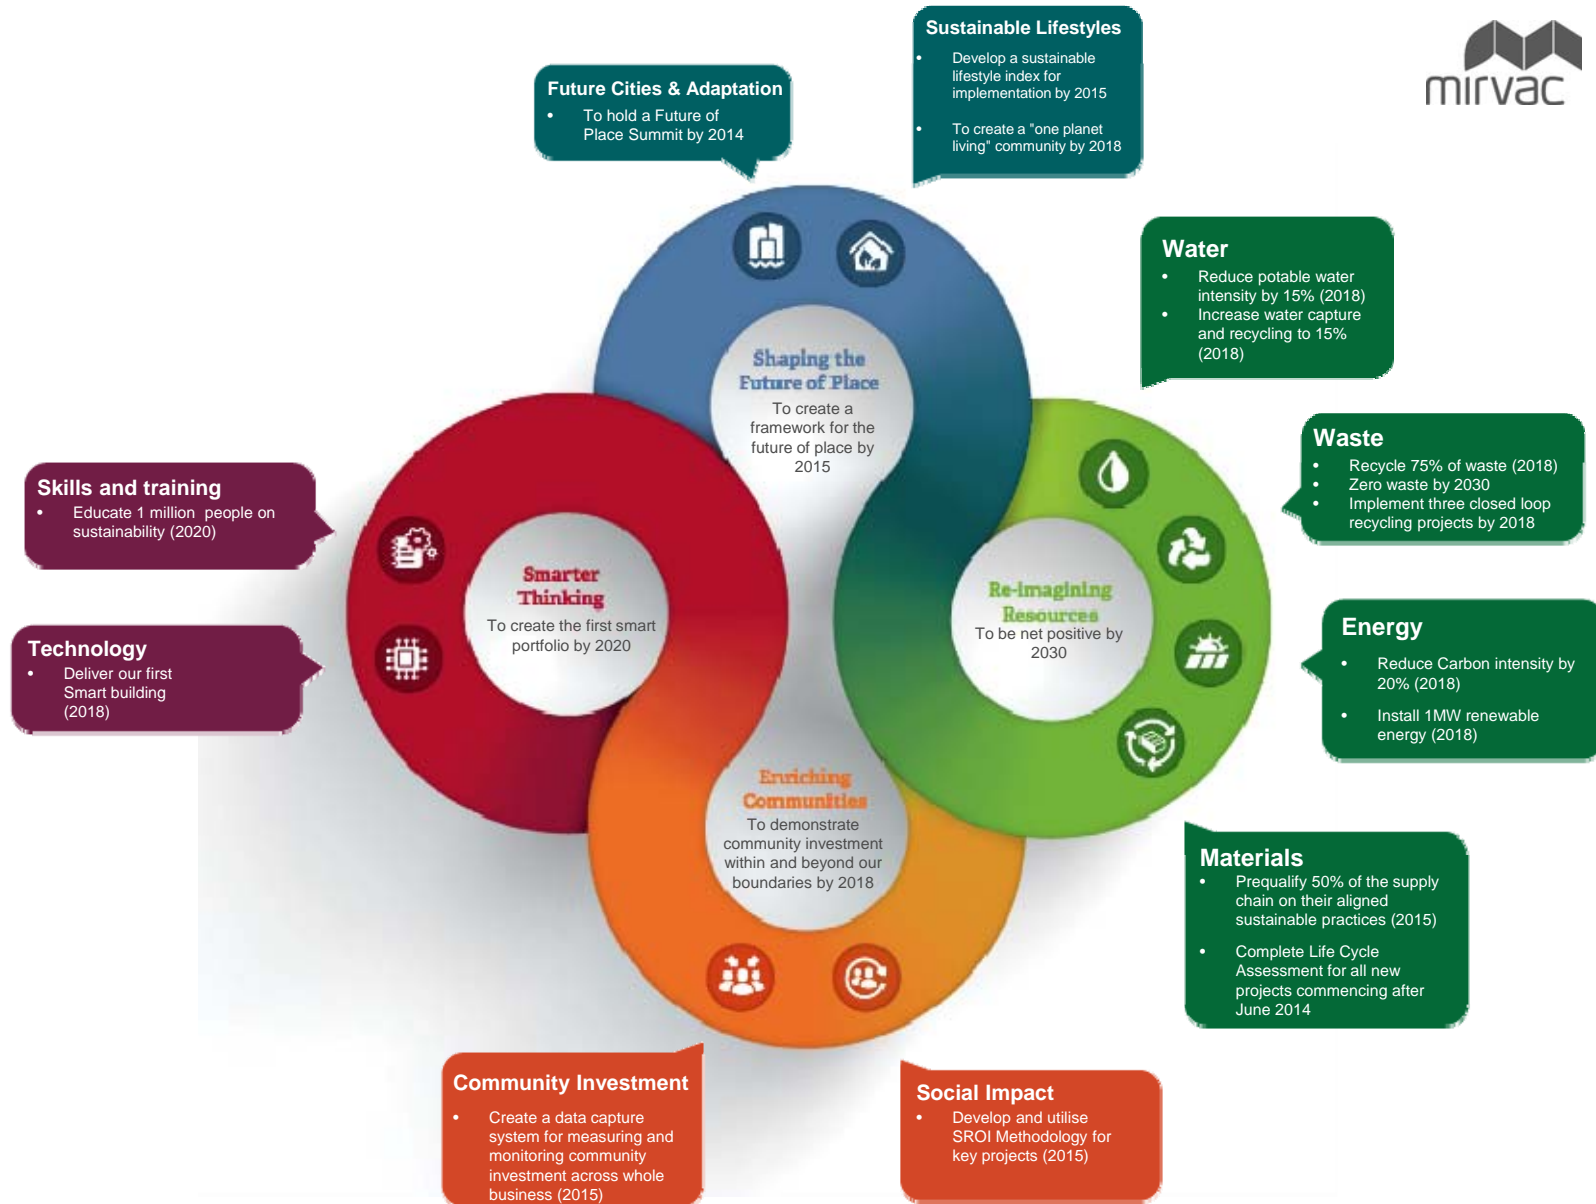 Sustainable Lifestyles
• Develop a sustainable
lifestyle index for
implementation by 2015
• To create a "one planet
living" community by 2018
mirvac
Future Cities & Adaptation
• To hold a Future of
Place Summit by 2014
Water
• Reduce potable water
intensity by 15% (2018)
• Increase water capture
and recycling to 15%
(2018)
Shaping the
Future of Place
To create a
framework for the
future of place by
2015
Waste
• Recycle 75% of waste (2018)
• Zero waste by 2030
• Implement three closed loop
recycling projects by 2018
Skills and training
• Educate 1 million people on
sustainability (2020)
Smarter
Thinking
To create the first smart
portfolio by 2020
Re-imagining
Resources
To be net positive by
2030
Technology
• Deliver our first
Smart building
(2018)
Energy
• Reduce Carbon intensity by
20% (2018)
• Install 1MW renewable
energy (2018)
Enriching
Communities
To demonstrate
community investment
within and beyond our
boundaries by 2018
Materials
• Prequalify 50% of the supply
chain on their aligned
sustainable practices (2015)
• Complete Life Cycle
Assessment for all new
projects commencing after
June 2014
Community Investment
• Create a data capture
system for measuring and
monitoring community
investment across whole
business (2015)
Social Impact
• Develop and utilise
SROI Methodology for
key projects (2015)